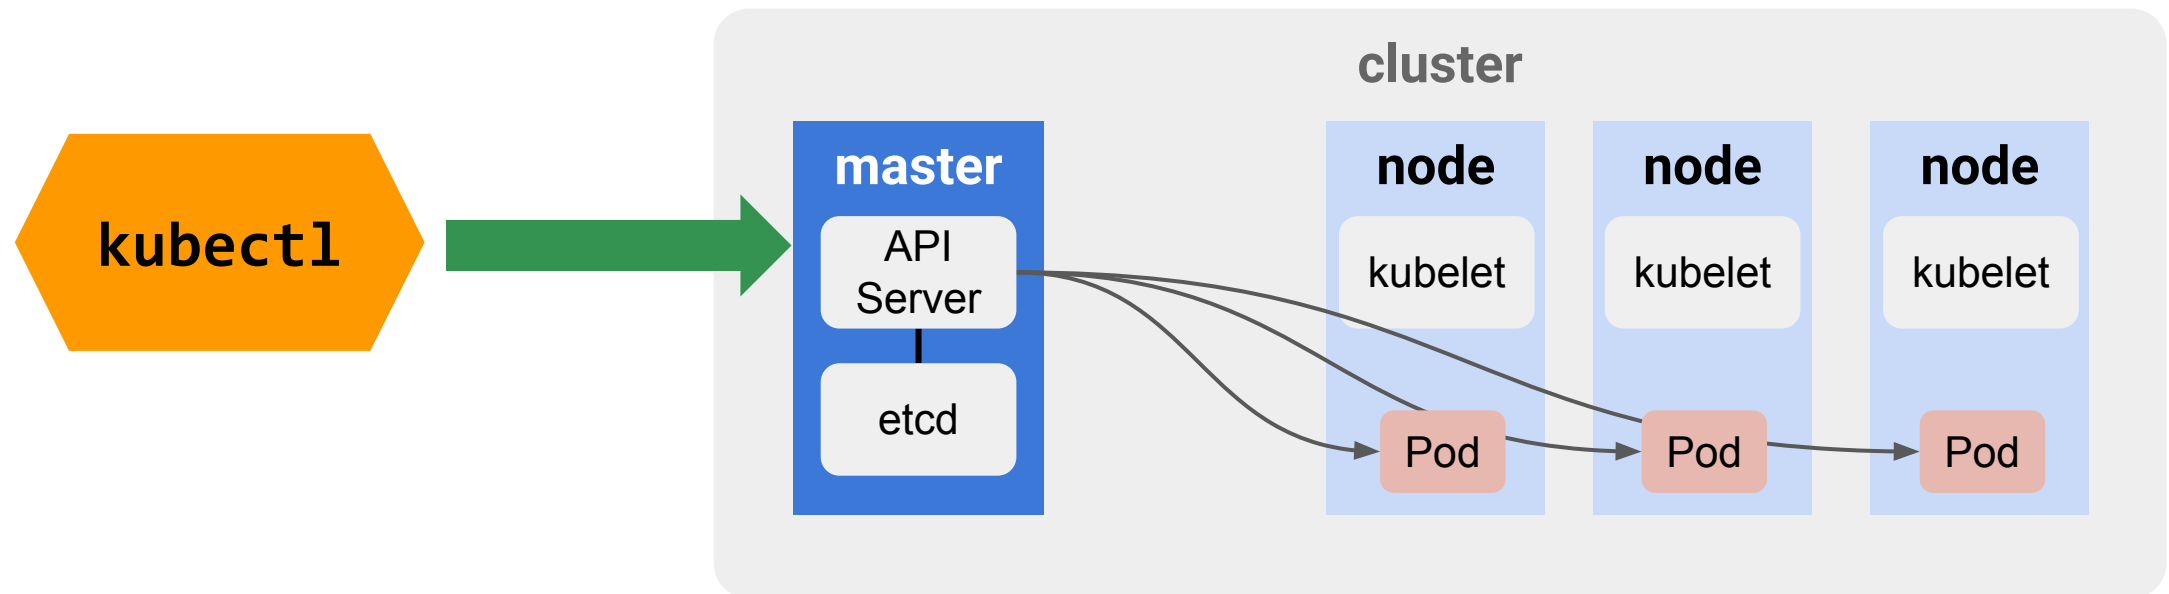 cluster
kubectl
master
API
Server
etcd
node
kubelet
Pod
node
kubelet
Pod
node
kubelet
Pod